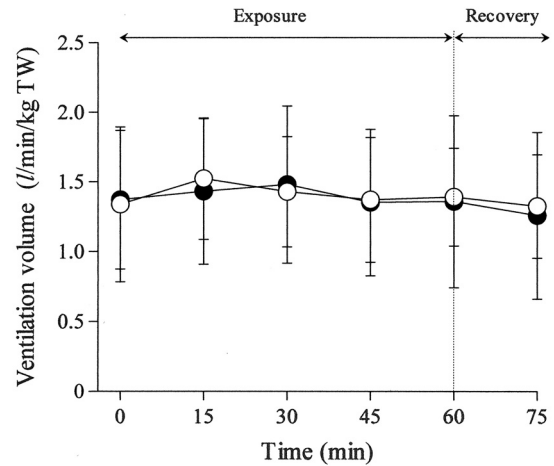 Exposure
Recovery
2.5
2.0
1.5
1.0
0.5
0
Ventilation volume (l/min/kg TW)
0 15 30 45 60 75
Time (min)